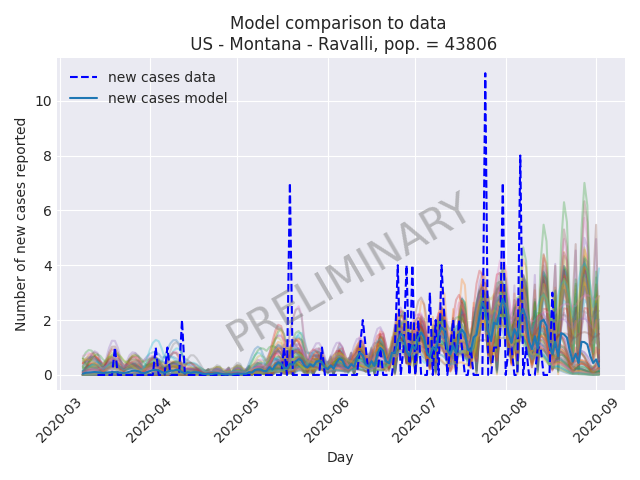 Model comparison to data
US - Montana - Ravalli, pop. = 43806
new cases data
new cases model
PRELIMINARY
Number of new cases reported
10
8
6
4
2
0
2020-03
2020-04
2020-05
2020-06
2020-07
2020-08
2020-09
Day